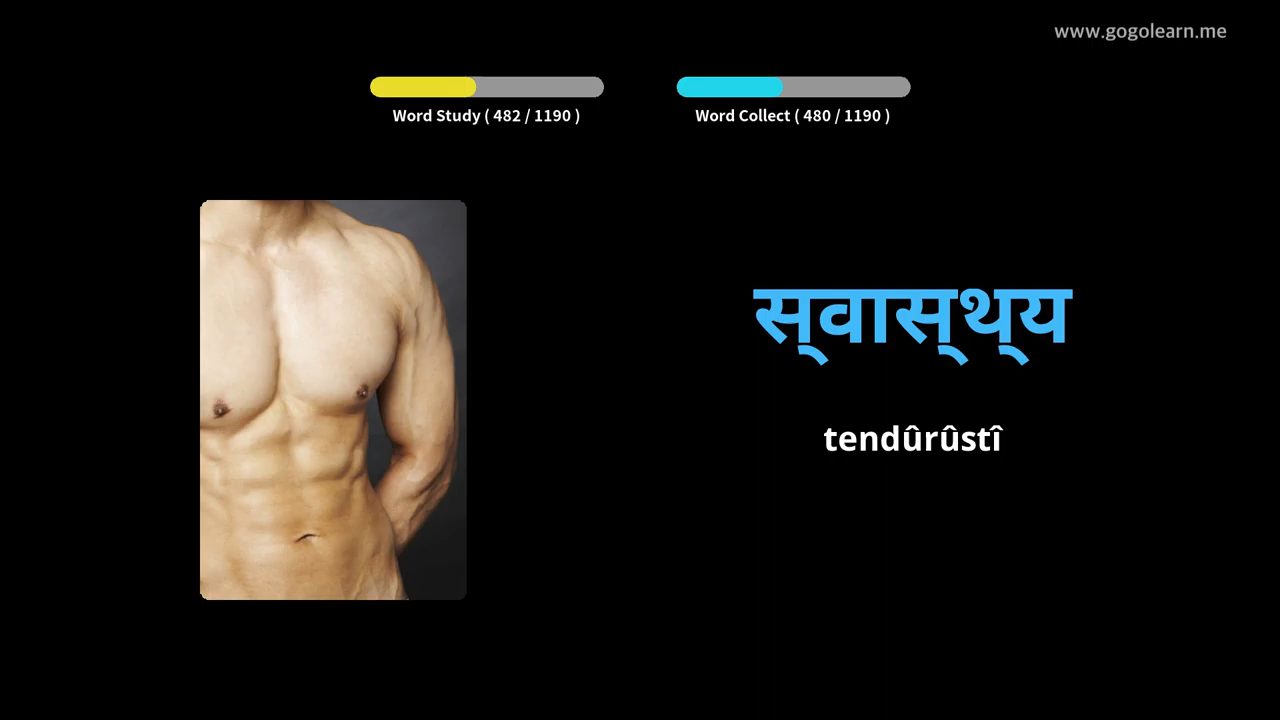 www.gogolearn.me
Word Study ( 482 / 1190 )
Word Collect ( 480 / 1190 )
स्‌वास्‌थ्‌य
tendûrûstî